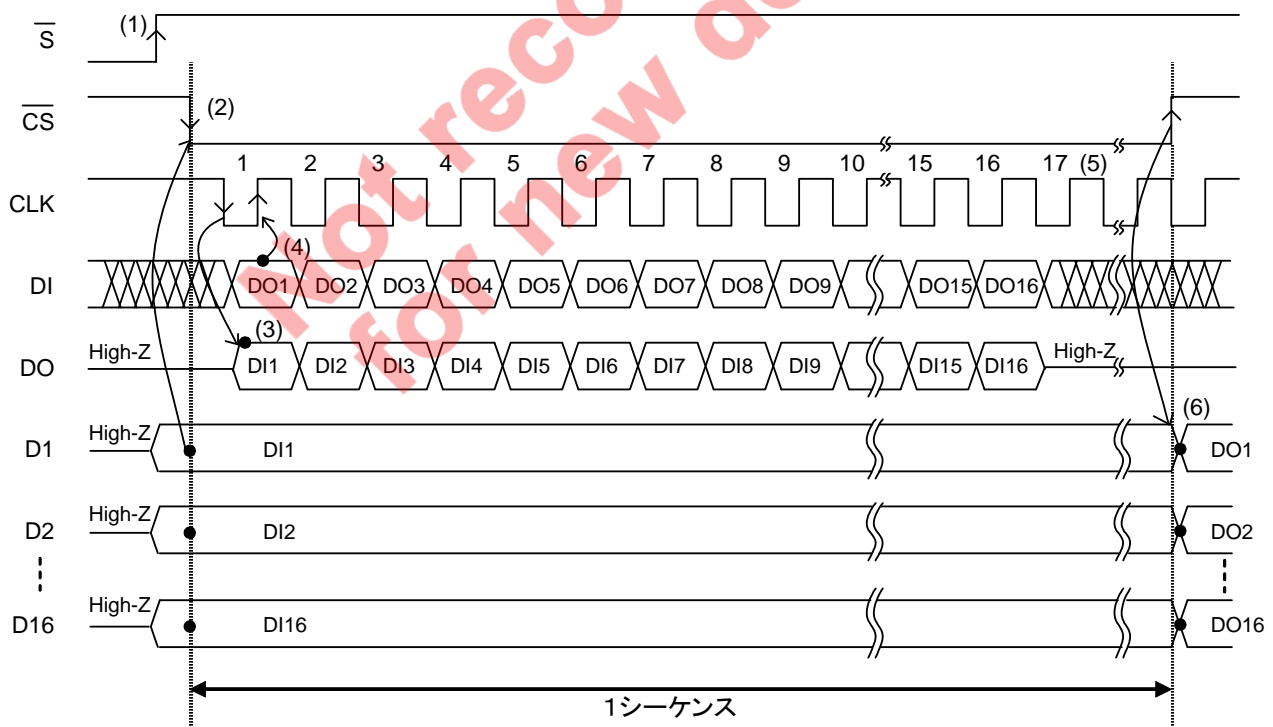 Not reco
for new de
(1)
S
(2)
CS
1 2 3 4 5 6 7 8 9 10 15 16 17 (5)
CLK
(4)
DI DO1 DO2 DO3 DO4 DO5 DO6 DO7 DO8 DO9 DO15 DO16
(3)
High-Z High-Z
DO DI1 DI2 DI3 DI4 DI5 DI6 DI7 DI8 DI9 DI15 DI16
(6)
High-Z
D1 DI1 DO1
High-Z
D2 DI2 DO2
High-Z
D16 DI16 DO16
1シーケンス